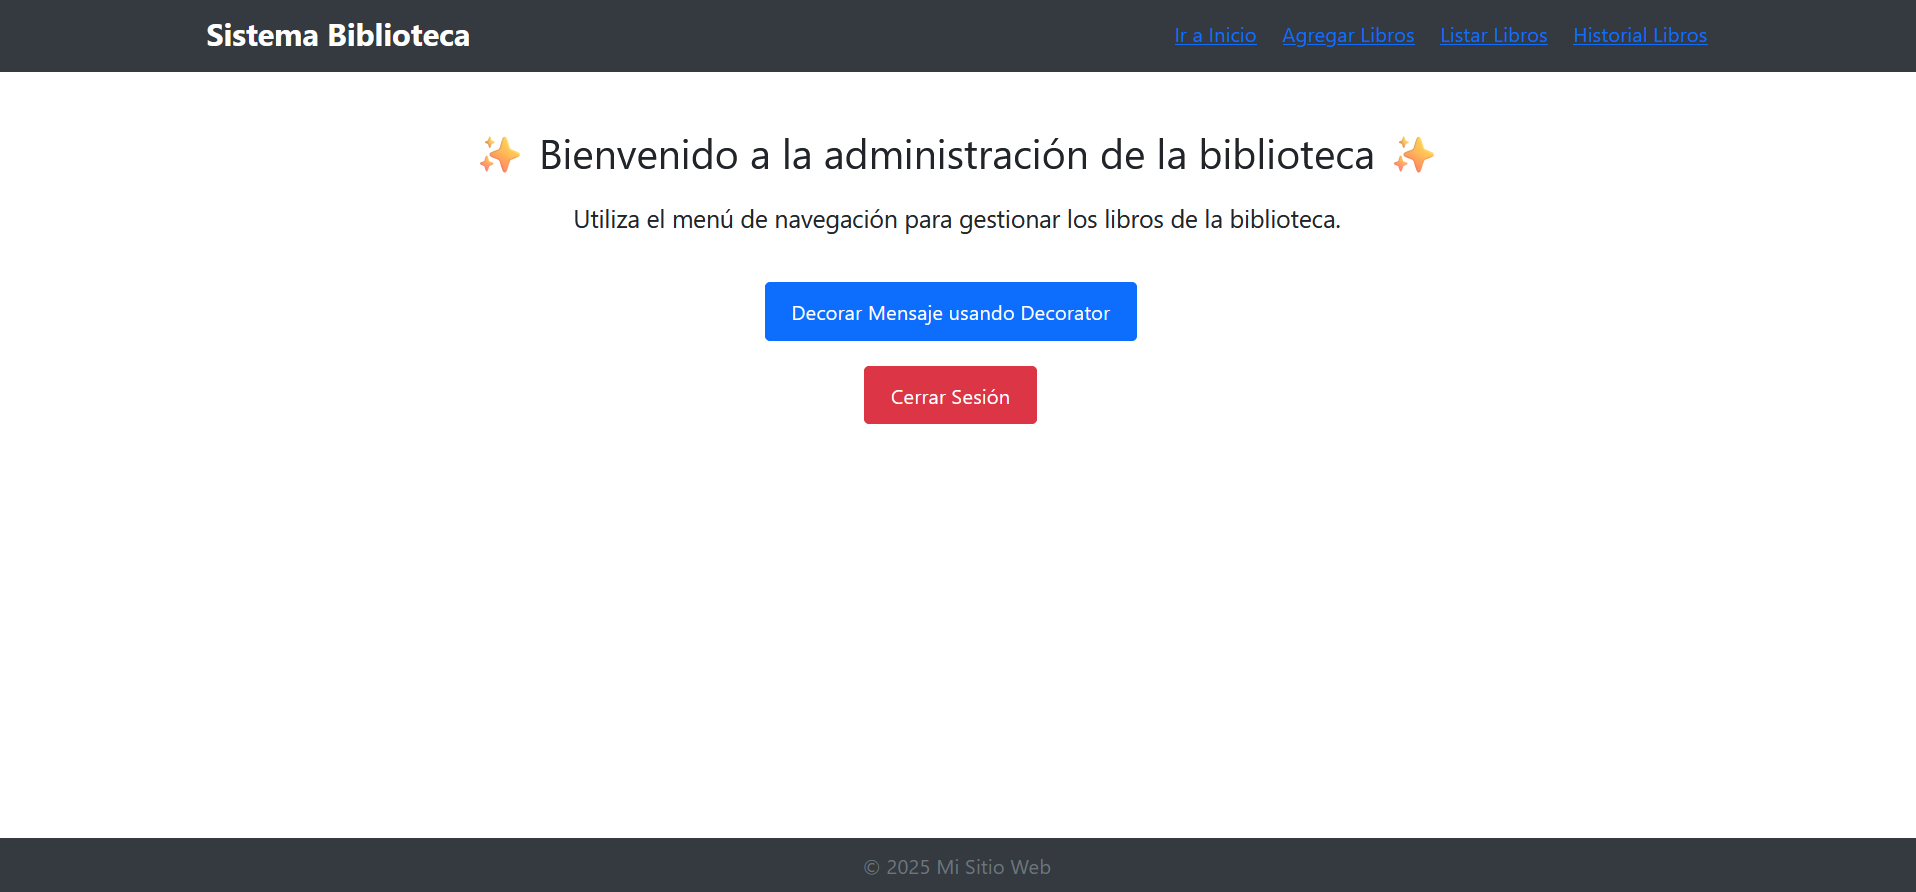 Sistema Biblioteca
Ir a Inicio Agregar Libros Listar Libros Historial Libros
✨ Bienvenido a la administración de la biblioteca ✨
Utiliza el menú de navegación para gestionar los libros de la biblioteca.
Decorar Mensaje usando Decorator
Cerrar Sesión
© 2025 Mi Sitio Web